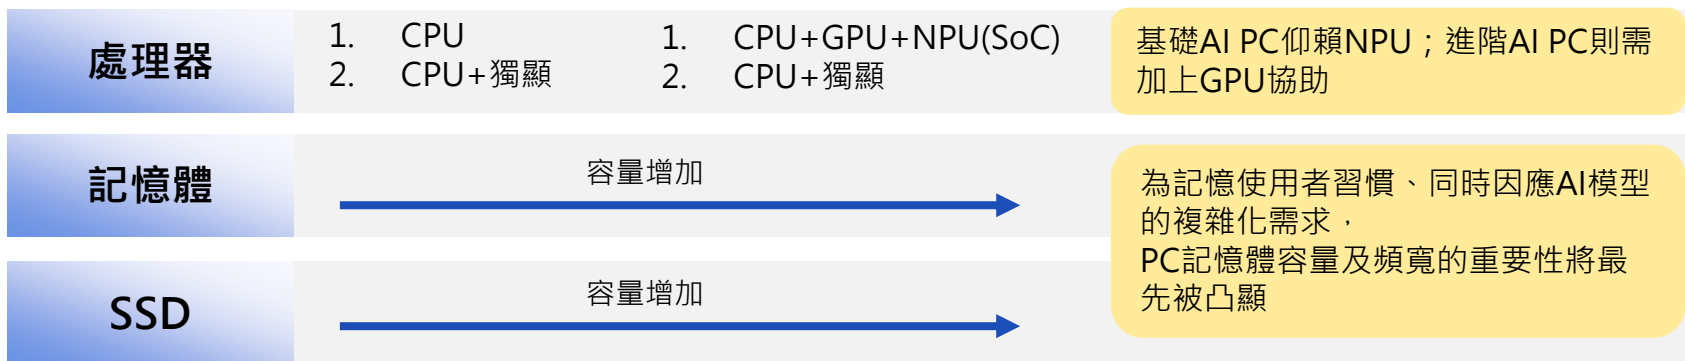 處理器
1. CPU
2. CPU+獨顯
1. CPU+GPU+NPU(SoC)
2. CPU+獨顯
基礎AI PC仰賴NPU；進階AI PC則需
加上GPU協助
記憶體
容量增加
為記憶使用者習慣、同時因應AI模型
的複雜化需求，
PC記憶體容量及頻寬的重要性將最
先被凸顯
SSD
容量增加